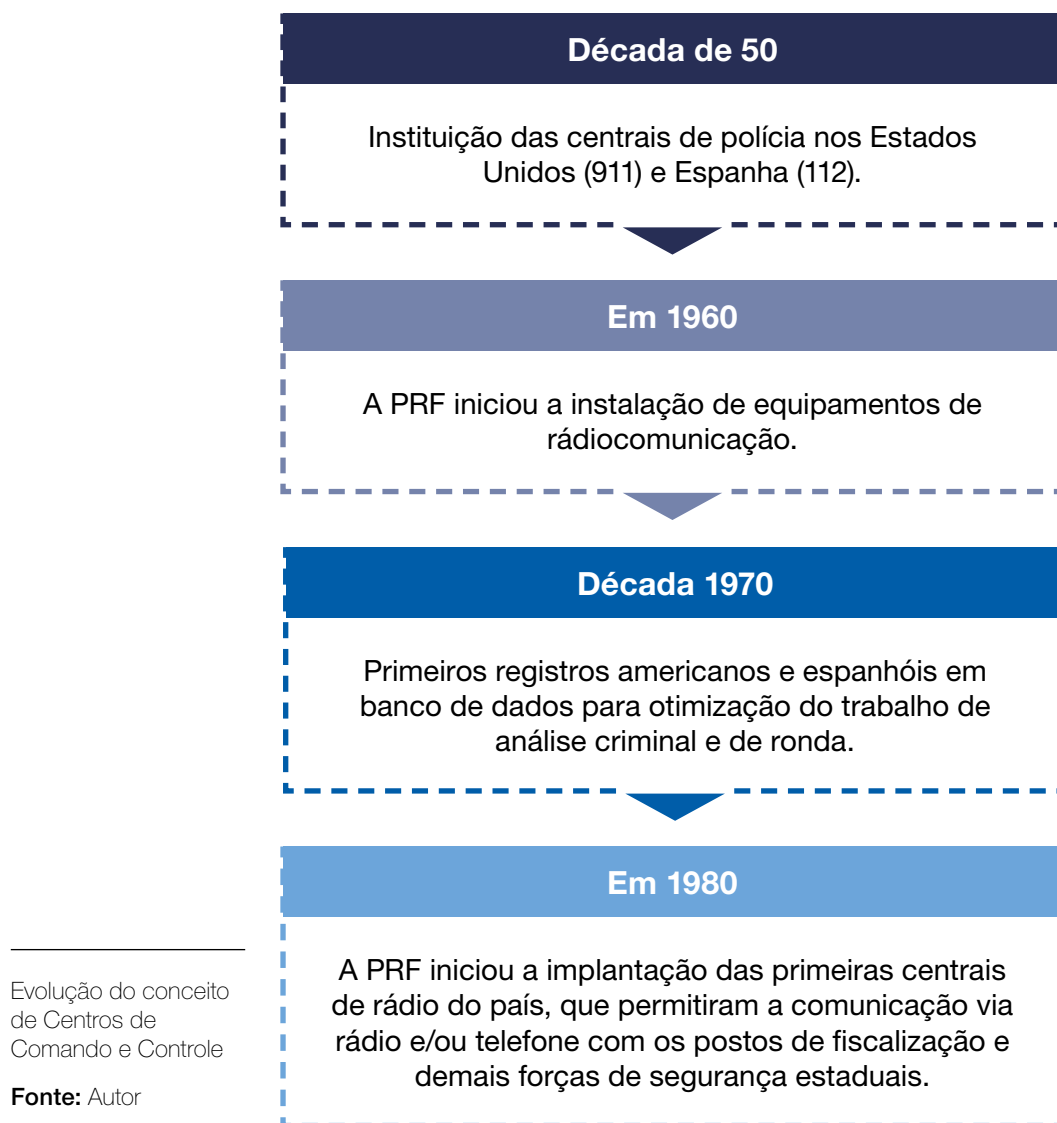 Década de 50
Instituição das centrais de polícia nos Estados
Unidos (911) e Espanha (112).
Em 1960
A PRF iniciou a instalação de equipamentos de
rádiocomunicação.
Década 1970
Primeiros registros americanos e espanhóis em
banco de dados para otimização do trabalho de
análise criminal e de ronda.
Em 1980
A PRF iniciou a implantação das primeiras centrais
de rádio do país, que permitiram a comunicação via
rádio e/ou telefone com os postos de fiscalização e
demais forças de segurança estaduais.
Evolução do conceito
de Centros de
Comando e Controle
Fonte: Autor